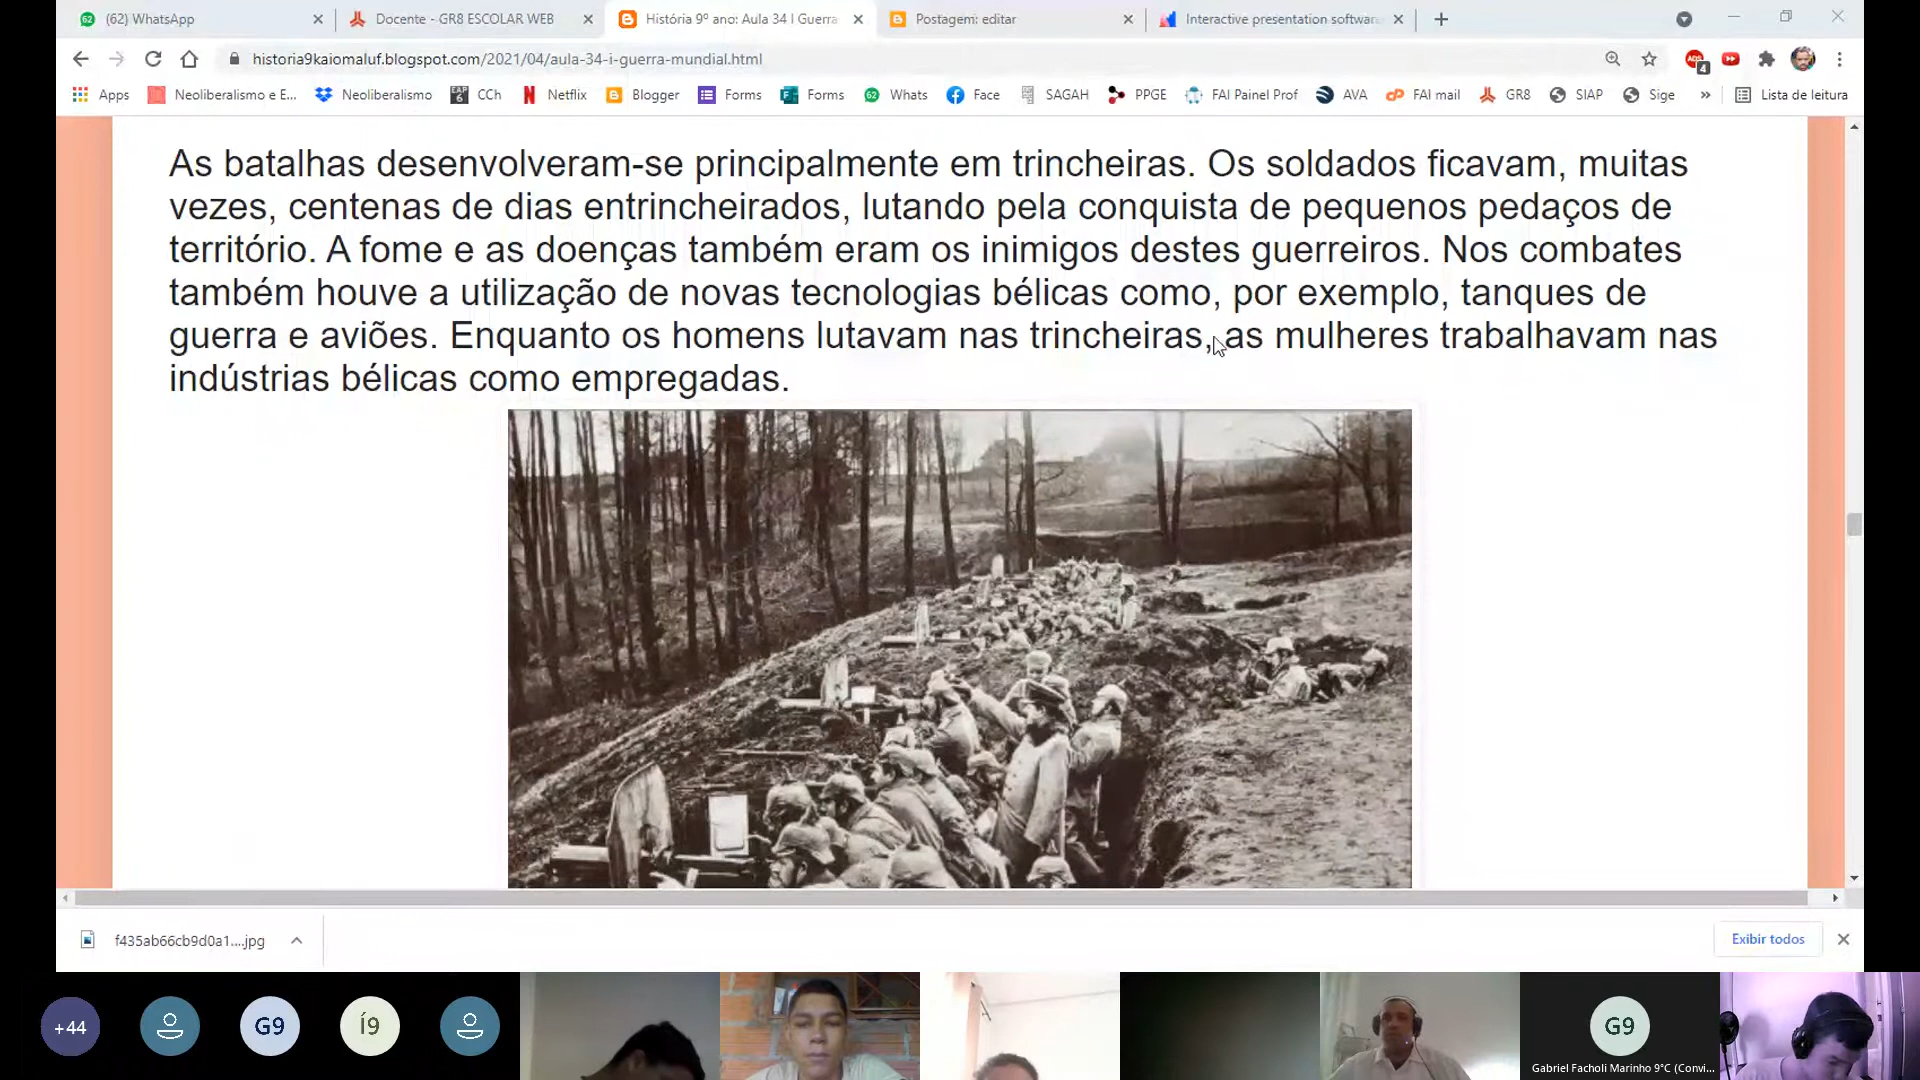 (62) WhatsApp
Docente - GR8 ESCOLAR WEB
História 9º ano: Aula 34 I Guerra
Postagem: editar
Interactive presentation software
historia9kaiomaluf.blogspot.com/2021/04/aula-34-i-guerra-mundial.html
4
Apps
Neoliberalismo e E...
Neoliberalismo
CCh
Netflix
Blogger
Forms
Forms
Whats
Face
SAGAH
PPGE
FAI Painel Prof
AVA
FAI mail
GR8
SIAP
Sige
»
Lista de leitura
As batalhas desenvolveram-se principalmente em trincheiras. Os soldados ficavam, muitas
vezes, centenas de dias entrincheirados, lutando pela conquista de pequenos pedaços de
território. A fome e as doenças também eram os inimigos destes guerreiros. Nos combates
também houve a utilização de novas tecnologias bélicas como, por exemplo, tanques de
guerra e aviões. Enquanto os homens lutavam nas trincheiras, as mulheres trabalhavam nas
indústrias bélicas como empregadas.
f435ab66cb9d0a1....jpg
Exibir todos
+44
G9
Í9
G9
Gabriel Facholi Marinho 9°C (Convi...